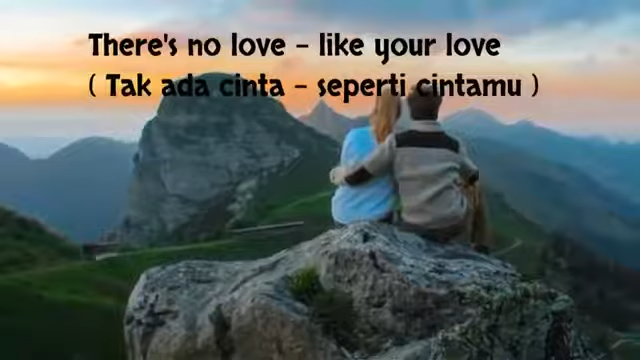 There's no love - like your love
( Tak ada cinta - seperti cintamu )